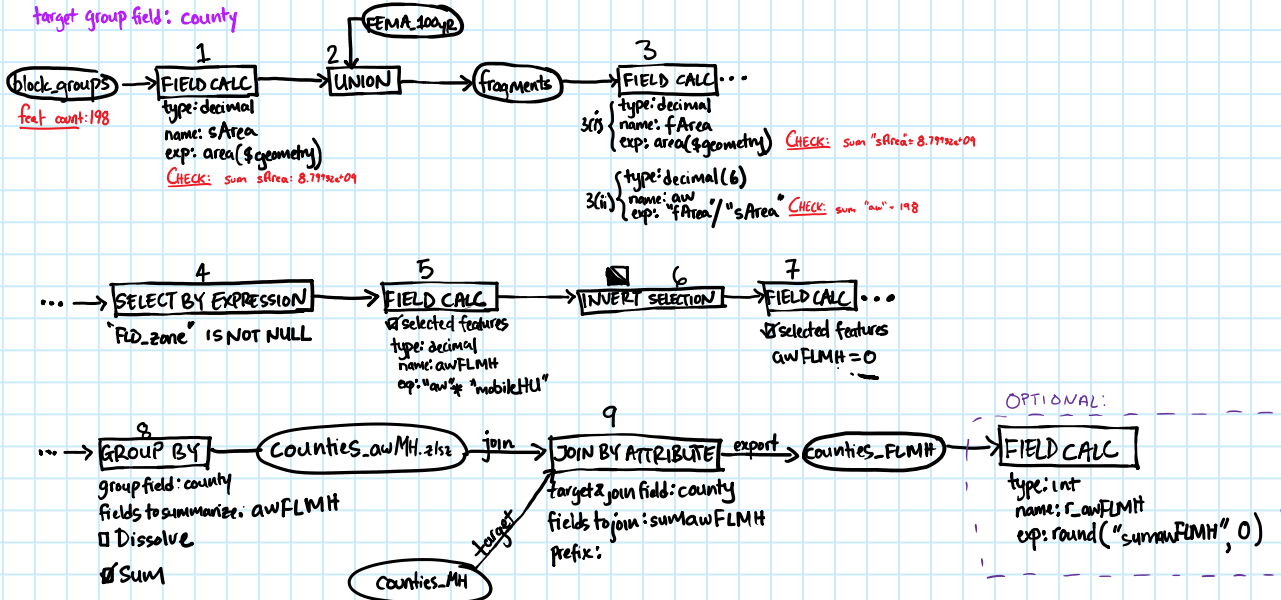 target group field: county
FEMA_100yR
1
2
3
block_groups
FIELD CALC
UNION
fragments
FIELD CALC ...
feat count: 198
type: decimal
name: sArea
exp: area($geometry)
CHECK: sum sArea: 8.79952e+09
3(i)
type: decimal
name: fArea
exp: area($geometry)
CHECK: sum "sArea" = 8.79952e+09
3(ii)
type: decimal(6)
name: aw
exp: "fArea"/"sArea"
CHECK: sum "aw" = 198
4
5
6
7
... SELECT BY EXPRESSION
FIELD CALC
INVERT SELECTION
FIELD CALC ...
"FLD_zone" IS NOT NULL
selected features
type: decimal
name: awFLMH
exp: "aw" * "mobileHU"
selected features
awFLMH = 0
8
9
OPTIONAL:
... GROUP BY
counties_awMH.xlsx
join
JOIN BY ATTRIBUTE
export
counties_FLMH
FIELD CALC
group field: county
fields to summarize: awFLMH
Dissolve
Sum
target & join field: county
fields to join: sumawFLMH
prefix:
target
counties_MH
type: int
name: r_awFLMH
exp: round("sumawFLMH", 0)